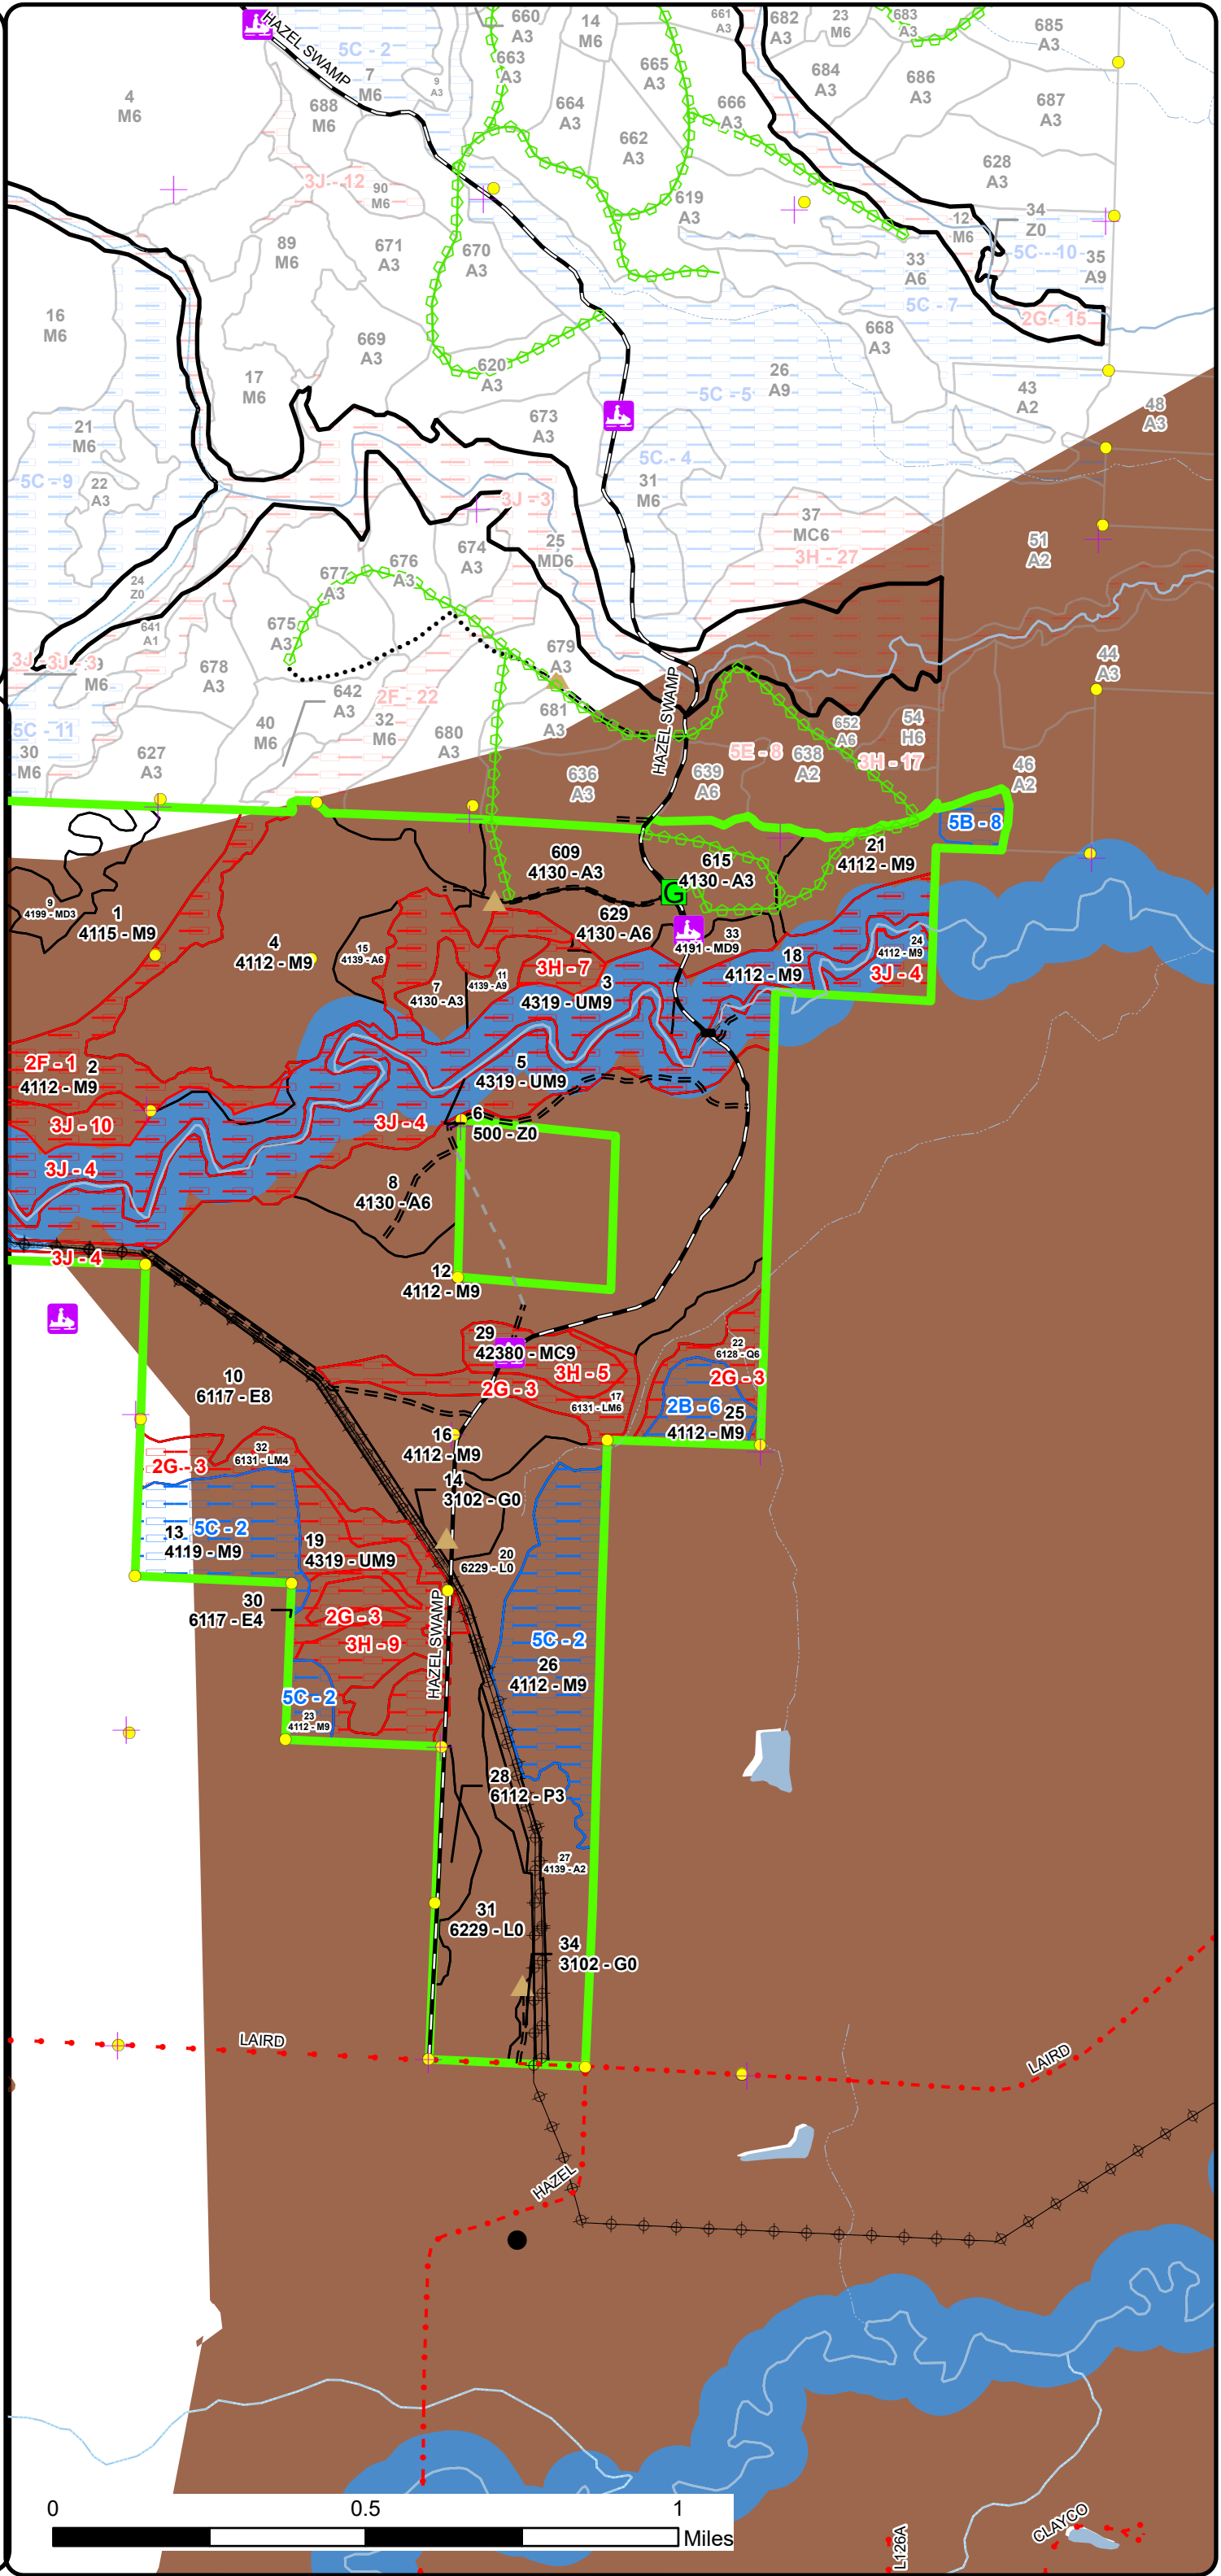 HAZEL SWAMP
5C - 2
7
M6
9
A3
660
A3
14
M6
661
A3
682
A3
23
M6
683
A3
685
A3
4
M6
688
M6
663
A3
665
A3
664
A3
662
A3
666
A3
684
A3
686
A3
687
A3
628
A3
3J - 12
90
M6
619
A3
12
M6
34
Z0
5C - 10
35
A9
89
M6
671
A3
670
A3
33
A6
5C - 7
2G - 15
16
M6
669
A3
620
A3
668
A3
17
M6
26
A9
5C - 5
43
A2
48
A3
673
A3
21
M6
5C - 9
22
A3
5C - 4
31
M6
3J - 3
37
MC6
3H - 27
674
A3
25
MD6
51
A2
676
A3
677
A3
24
Z0
675
A3
641
A1
679
A3
44
A3
3J - 3
M6
678
A3
642
A3
2F - 22
HAZEL SWAMP
681
A3
652
A6
54
H6
5C - 11
30
M6
40
M6
32
M6
680
A3
627
A3
5E - 8
638
A2
3H - 17
46
A2
636
A3
639
A6
5B - 8
609
4130 - A3
615
4130 - A3
21
4112 - M9
G
9
4199 - MD3
1
4115 - M9
629
4130 - A6
33
4191 - MD9
4
4112 - M9
15
4139 - A6
24
4112 - M9
3J - 4
18
4112 - M9
3H - 7
11
4139 - A9
7
4130 - A3
3
4319 - UM9
2F - 1
2
4112 - M9
5
4319 - UM9
3J - 10
3J - 4
6
500 - Z0
3J - 4
8
4130 - A6
3J - 4
12
4112 - M9
29
42380 - MC9
3H - 5
22
6128 - Q6
2G - 3
10
6117 - E8
2G - 3
17
6131 - LM6
2B - 6
25
4112 - M9
16
4112 - M9
32
6131 - LM4
2G - 3
14
3102 - G0
13
4119 - M9
5C - 2
19
4319 - UM9
20
6229 - L0
30
6117 - E4
2G - 3
3H - 9
HAZEL SWAMP
5C - 2
26
4112 - M9
5C - 2
23
4112 - M9
28
6112 - P3
27
4139 - A2
31
6229 - L0
34
3102 - G0
LAIRD
LAIRD
HAZEL
0
0.5
1
Miles
L126A
CLAYCO